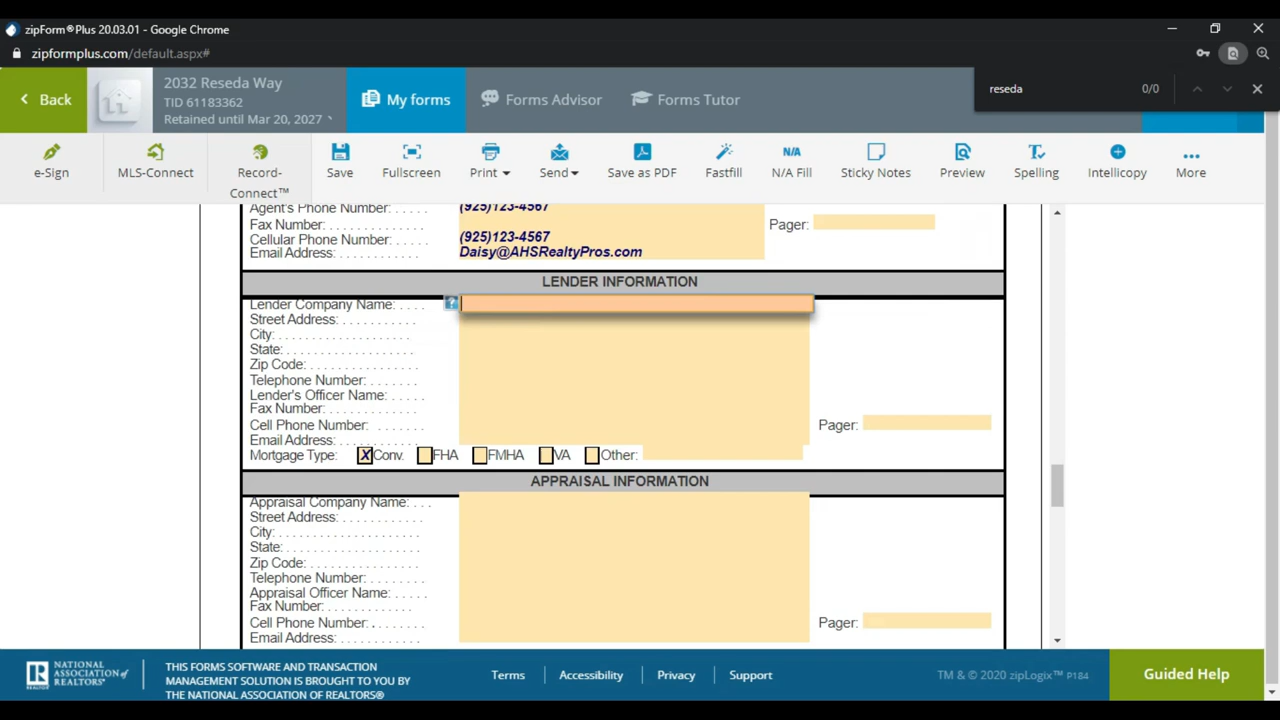 zipForm®Plus 20.03.01 - Google Chrome
zipformplus.com/default.aspx#
Back
2032 Reseda Way
TID 61183362
Retained until Mar 20, 2027
My forms
Forms Advisor
Forms Tutor
reseda
0/0
e-Sign
MLS-Connect
Record-
Connect™
Save
Fullscreen
Print
Send
Save as PDF
Fastfill
N/A
N/A Fill
Sticky Notes
Preview
Spelling
Intellicopy
More
Agent's Phone Number: . . . . . . . (925)123-4567
Fax Number: . . . . . . . . . . . . . Pager:
Cellular Phone Number: . . . . . . (925)123-4567
Email Address: . . . . . . . . . . . . Daisy@AHSRealtyPros.com
LENDER INFORMATION
Lender Company Name: . . . . ?
Street Address: . . . . . . . . . . .
City: . . . . . . . . . . . . . . . . . .
State: . . . . . . . . . . . . . . . . .
Zip Code: . . . . . . . . . . . . . . .
Telephone Number: . . . . . . .
Lender's Officer Name: . . . . .
Fax Number: . . . . . . . . . . . .
Cell Phone Number: . . . . . . . Pager:
Email Address: . . . . . . . . . . .
Mortgage Type: X Conv. FHA FMHA VA Other:
APPRAISAL INFORMATION
Appraisal Company Name: . . .
Street Address: . . . . . . . . . . .
City: . . . . . . . . . . . . . . . . . .
State: . . . . . . . . . . . . . . . . .
Zip Code: . . . . . . . . . . . . . . .
Telephone Number: . . . . . . .
Appraisal Officer Name: . . . . .
Fax Number: . . . . . . . . . . . .
Cell Phone Number: . . . . . . . Pager:
Email Address: . . . . . . . . . . .
R
REALTOR®
NATIONAL
ASSOCIATION of
REALTORS®
THIS FORMS SOFTWARE AND TRANSACTION
MANAGEMENT SOLUTION IS BROUGHT TO YOU BY
THE NATIONAL ASSOCIATION OF REALTORS®
Terms
Accessibility
Privacy
Support
TM & © 2020 zipLogix™ P184
Guided Help